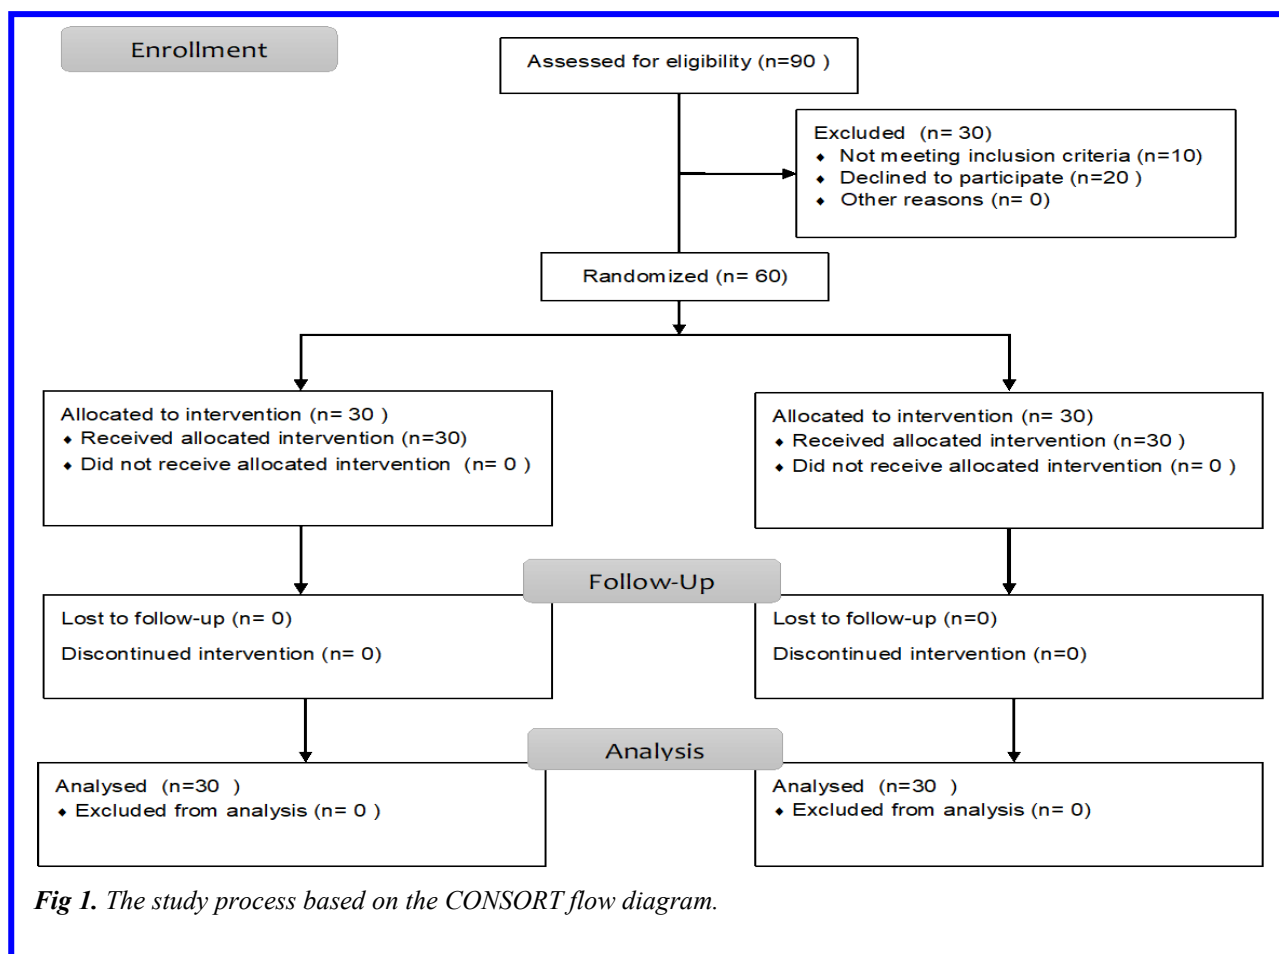 Enrollment
Assessed for eligibility (n=90 )
Excluded (n= 30)
⬥ Not meeting inclusion criteria (n=10)
⬥ Declined to participate (n=20 )
⬥ Other reasons (n= 0)
Randomized (n= 60)
Allocated to intervention (n= 30 )
⬥ Received allocated intervention (n=30)
⬥ Did not receive allocated intervention (n= 0 )
Allocated to intervention (n= 30)
⬥ Received allocated intervention (n=30 )
⬥ Did not receive allocated intervention (n= 0 )
Follow-Up
Lost to follow-up (n= 0)
Discontinued intervention (n= 0)
Lost to follow-up (n=0)
Discontinued intervention (n=0)
Analysis
Analysed (n=30 )
⬥ Excluded from analysis (n= 0 )
Analysed (n=30 )
⬥ Excluded from analysis (n= 0)
Fig 1. The study process based on the CONSORT flow diagram.